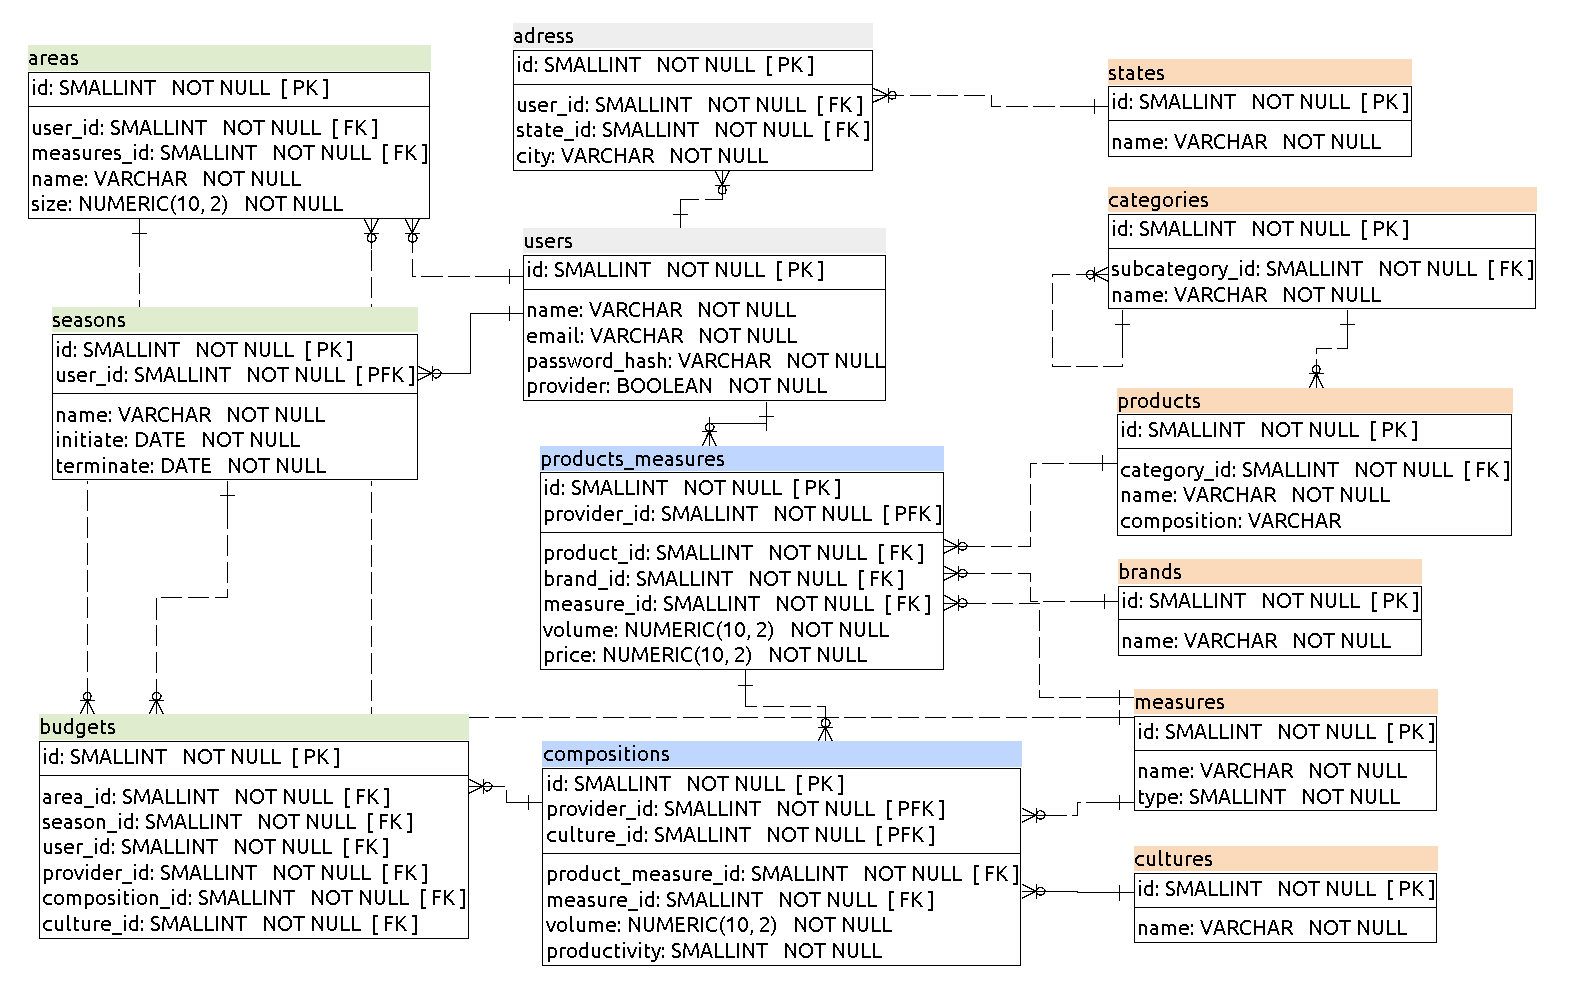 areas
id: SMALLINT NOT NULL [ PK ]
user_id: SMALLINT NOT NULL [ FK ]
measures_id: SMALLINT NOT NULL [ FK ]
name: VARCHAR NOT NULL
size: NUMERIC(10, 2) NOT NULL
adress
id: SMALLINT NOT NULL [ PK ]
user_id: SMALLINT NOT NULL [ FK ]
state_id: SMALLINT NOT NULL [ FK ]
city: VARCHAR NOT NULL
states
id: SMALLINT NOT NULL [ PK ]
name: VARCHAR NOT NULL
categories
id: SMALLINT NOT NULL [ PK ]
subcategory_id: SMALLINT NOT NULL [ FK ]
name: VARCHAR NOT NULL
users
id: SMALLINT NOT NULL [ PK ]
name: VARCHAR NOT NULL
email: VARCHAR NOT NULL
password_hash: VARCHAR NOT NULL
provider: BOOLEAN NOT NULL
seasons
id: SMALLINT NOT NULL [ PK ]
user_id: SMALLINT NOT NULL [ PFK ]
name: VARCHAR NOT NULL
initiate: DATE NOT NULL
terminate: DATE NOT NULL
products
id: SMALLINT NOT NULL [ PK ]
category_id: SMALLINT NOT NULL [ FK ]
name: VARCHAR NOT NULL
composition: VARCHAR
products_measures
id: SMALLINT NOT NULL [ PK ]
provider_id: SMALLINT NOT NULL [ PFK ]
product_id: SMALLINT NOT NULL [ FK ]
brand_id: SMALLINT NOT NULL [ FK ]
measure_id: SMALLINT NOT NULL [ FK ]
volume: NUMERIC(10, 2) NOT NULL
price: NUMERIC(10, 2) NOT NULL
brands
id: SMALLINT NOT NULL [ PK ]
name: VARCHAR NOT NULL
measures
id: SMALLINT NOT NULL [ PK ]
name: VARCHAR NOT NULL
type: SMALLINT NOT NULL
budgets
id: SMALLINT NOT NULL [ PK ]
area_id: SMALLINT NOT NULL [ FK ]
season_id: SMALLINT NOT NULL [ FK ]
user_id: SMALLINT NOT NULL [ FK ]
provider_id: SMALLINT NOT NULL [ FK ]
composition_id: SMALLINT NOT NULL [ FK ]
culture_id: SMALLINT NOT NULL [ FK ]
compositions
id: SMALLINT NOT NULL [ PK ]
provider_id: SMALLINT NOT NULL [ PFK ]
culture_id: SMALLINT NOT NULL [ PFK ]
product_measure_id: SMALLINT NOT NULL [ FK ]
measure_id: SMALLINT NOT NULL [ FK ]
volume: NUMERIC(10, 2) NOT NULL
productivity: SMALLINT NOT NULL
cultures
id: SMALLINT NOT NULL [ PK ]
name: VARCHAR NOT NULL